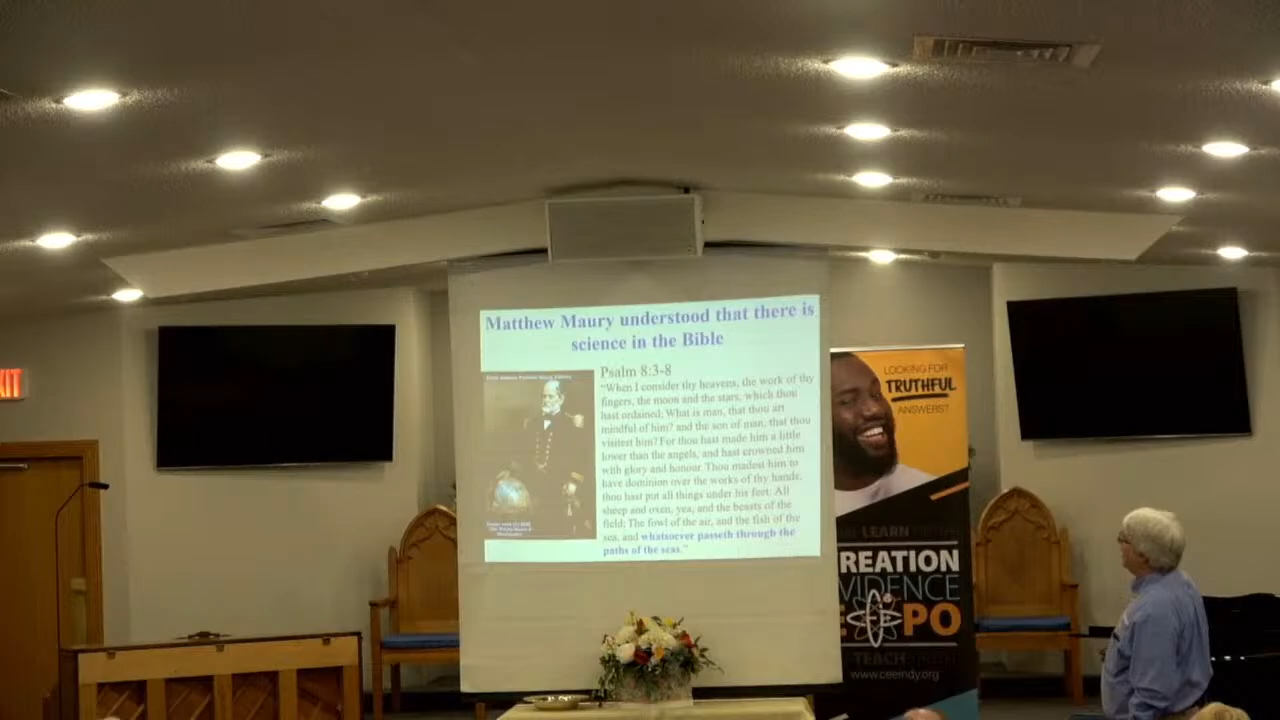 Matthew Maury understood that there is
science in the Bible
Psalm 8:3-8
"When I consider thy heavens, the work of thy
fingers, the moon and the stars, which thou
hast ordained; What is man, that thou art
mindful of him? and the son of man, that thou
visitest him? For thou hast made him a little
lower than the angels, and hast crowned him
with glory and honour. Thou madest him to
have dominion over the works of thy hands;
thou hast put all things under his feet: All
sheep and oxen, yea, and the beasts of the
field; The fowl of the air, and the fish of the
sea, and whatsoever passeth through the
paths of the seas."
XIT
LOOKING FOR
TRUTHFUL
ANSWERS?
LEARN
REATION
VIDENCE
E PO
TEACH
www.ceeindy.org